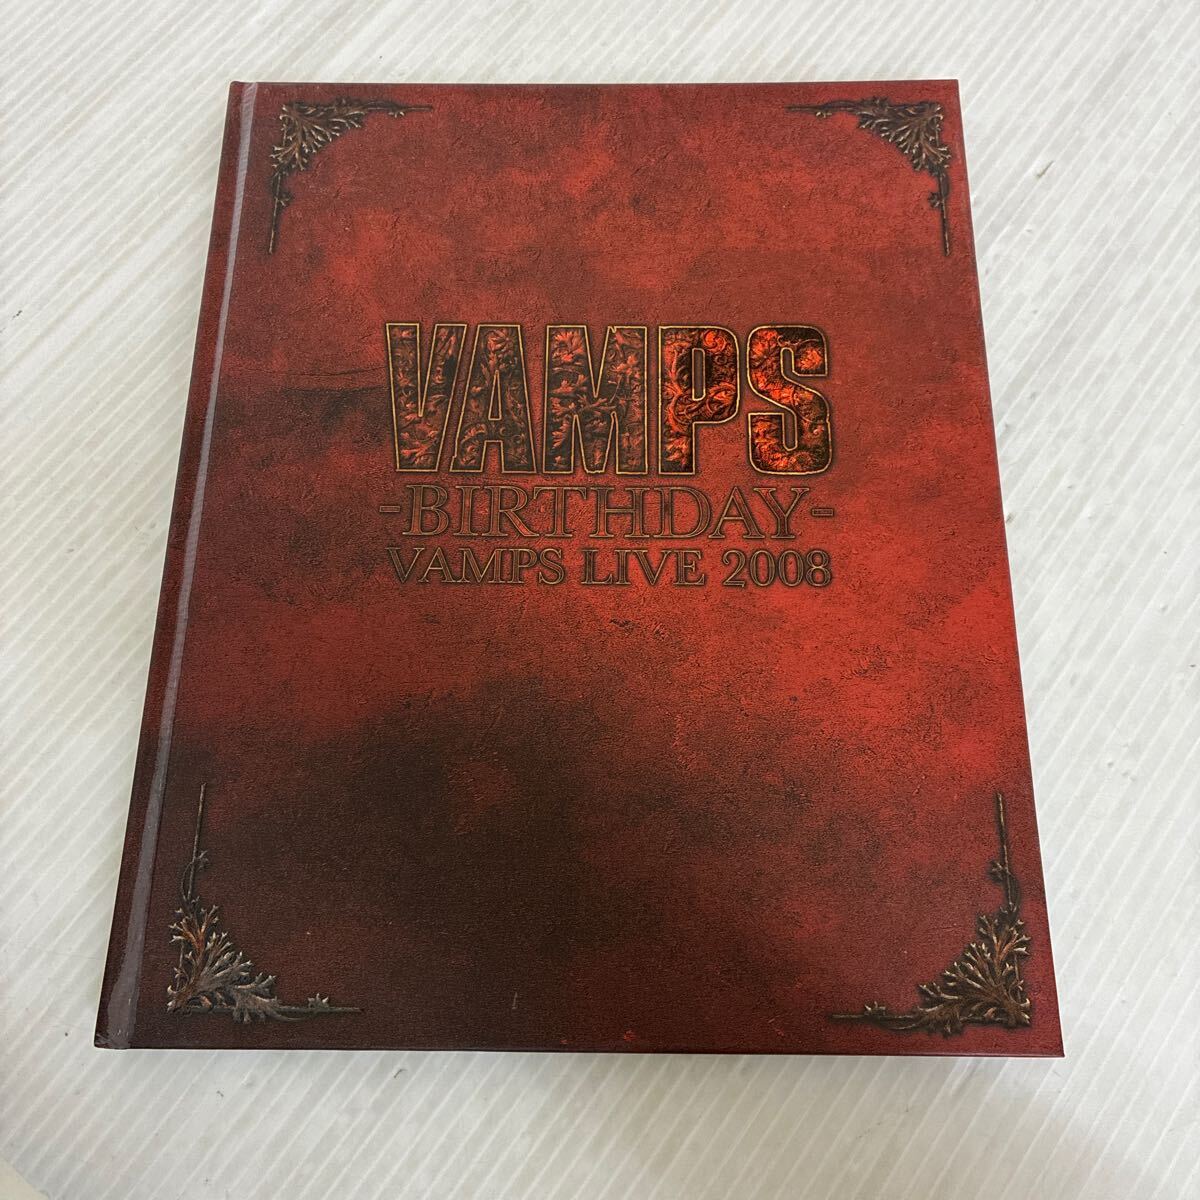 VAMPS
-BIRTHDAY-
VAMPS LIVE 2008